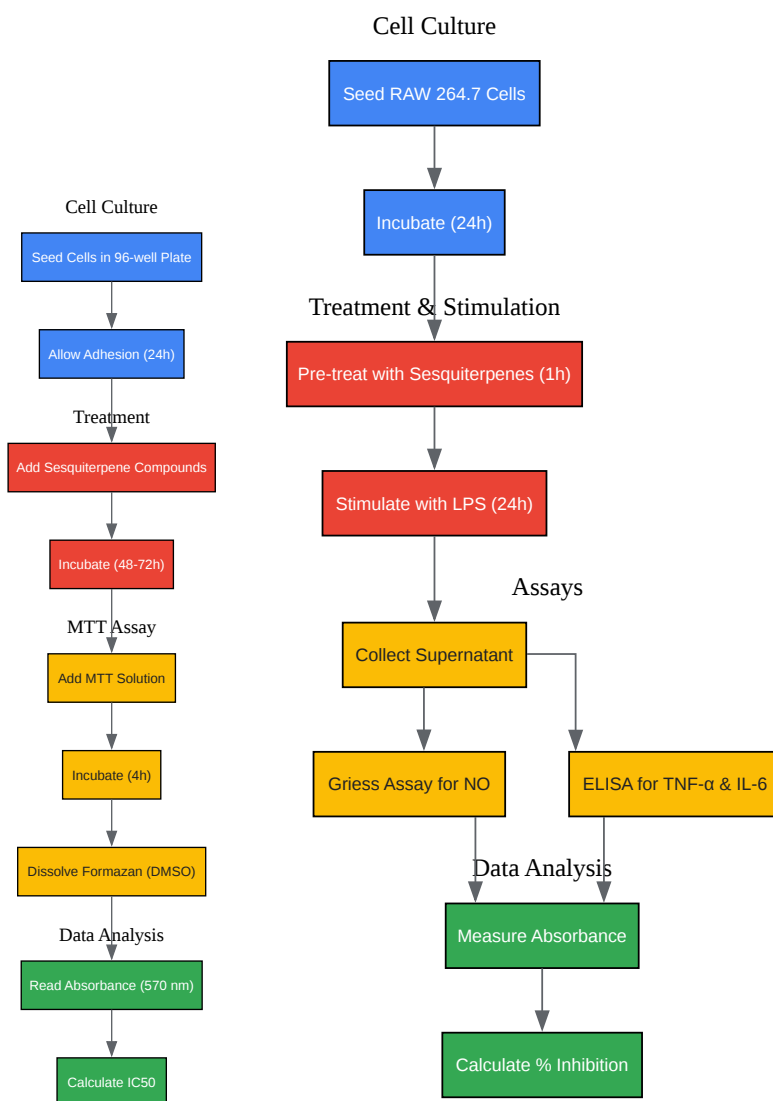 Cell Culture
Seed Cells in 96-well Plate
Allow Adhesion (24h)
Treatment
Add Sesquiterpene Compounds
Incubate (48-72h)
MTT Assay
Add MTT Solution
Incubate (4h)
Dissolve Formazan (DMSO)
Data Analysis
Read Absorbance (570 nm)
Calculate IC50
Cell Culture
Seed RAW 264.7 Cells
Incubate (24h)
Treatment & Stimulation
Pre-treat with Sesquiterpenes (1h)
Stimulate with LPS (24h)
Assays
Collect Supernatant
Griess Assay for NO
ELISA for TNF-α & IL-6
Data Analysis
Measure Absorbance
Calculate % Inhibition